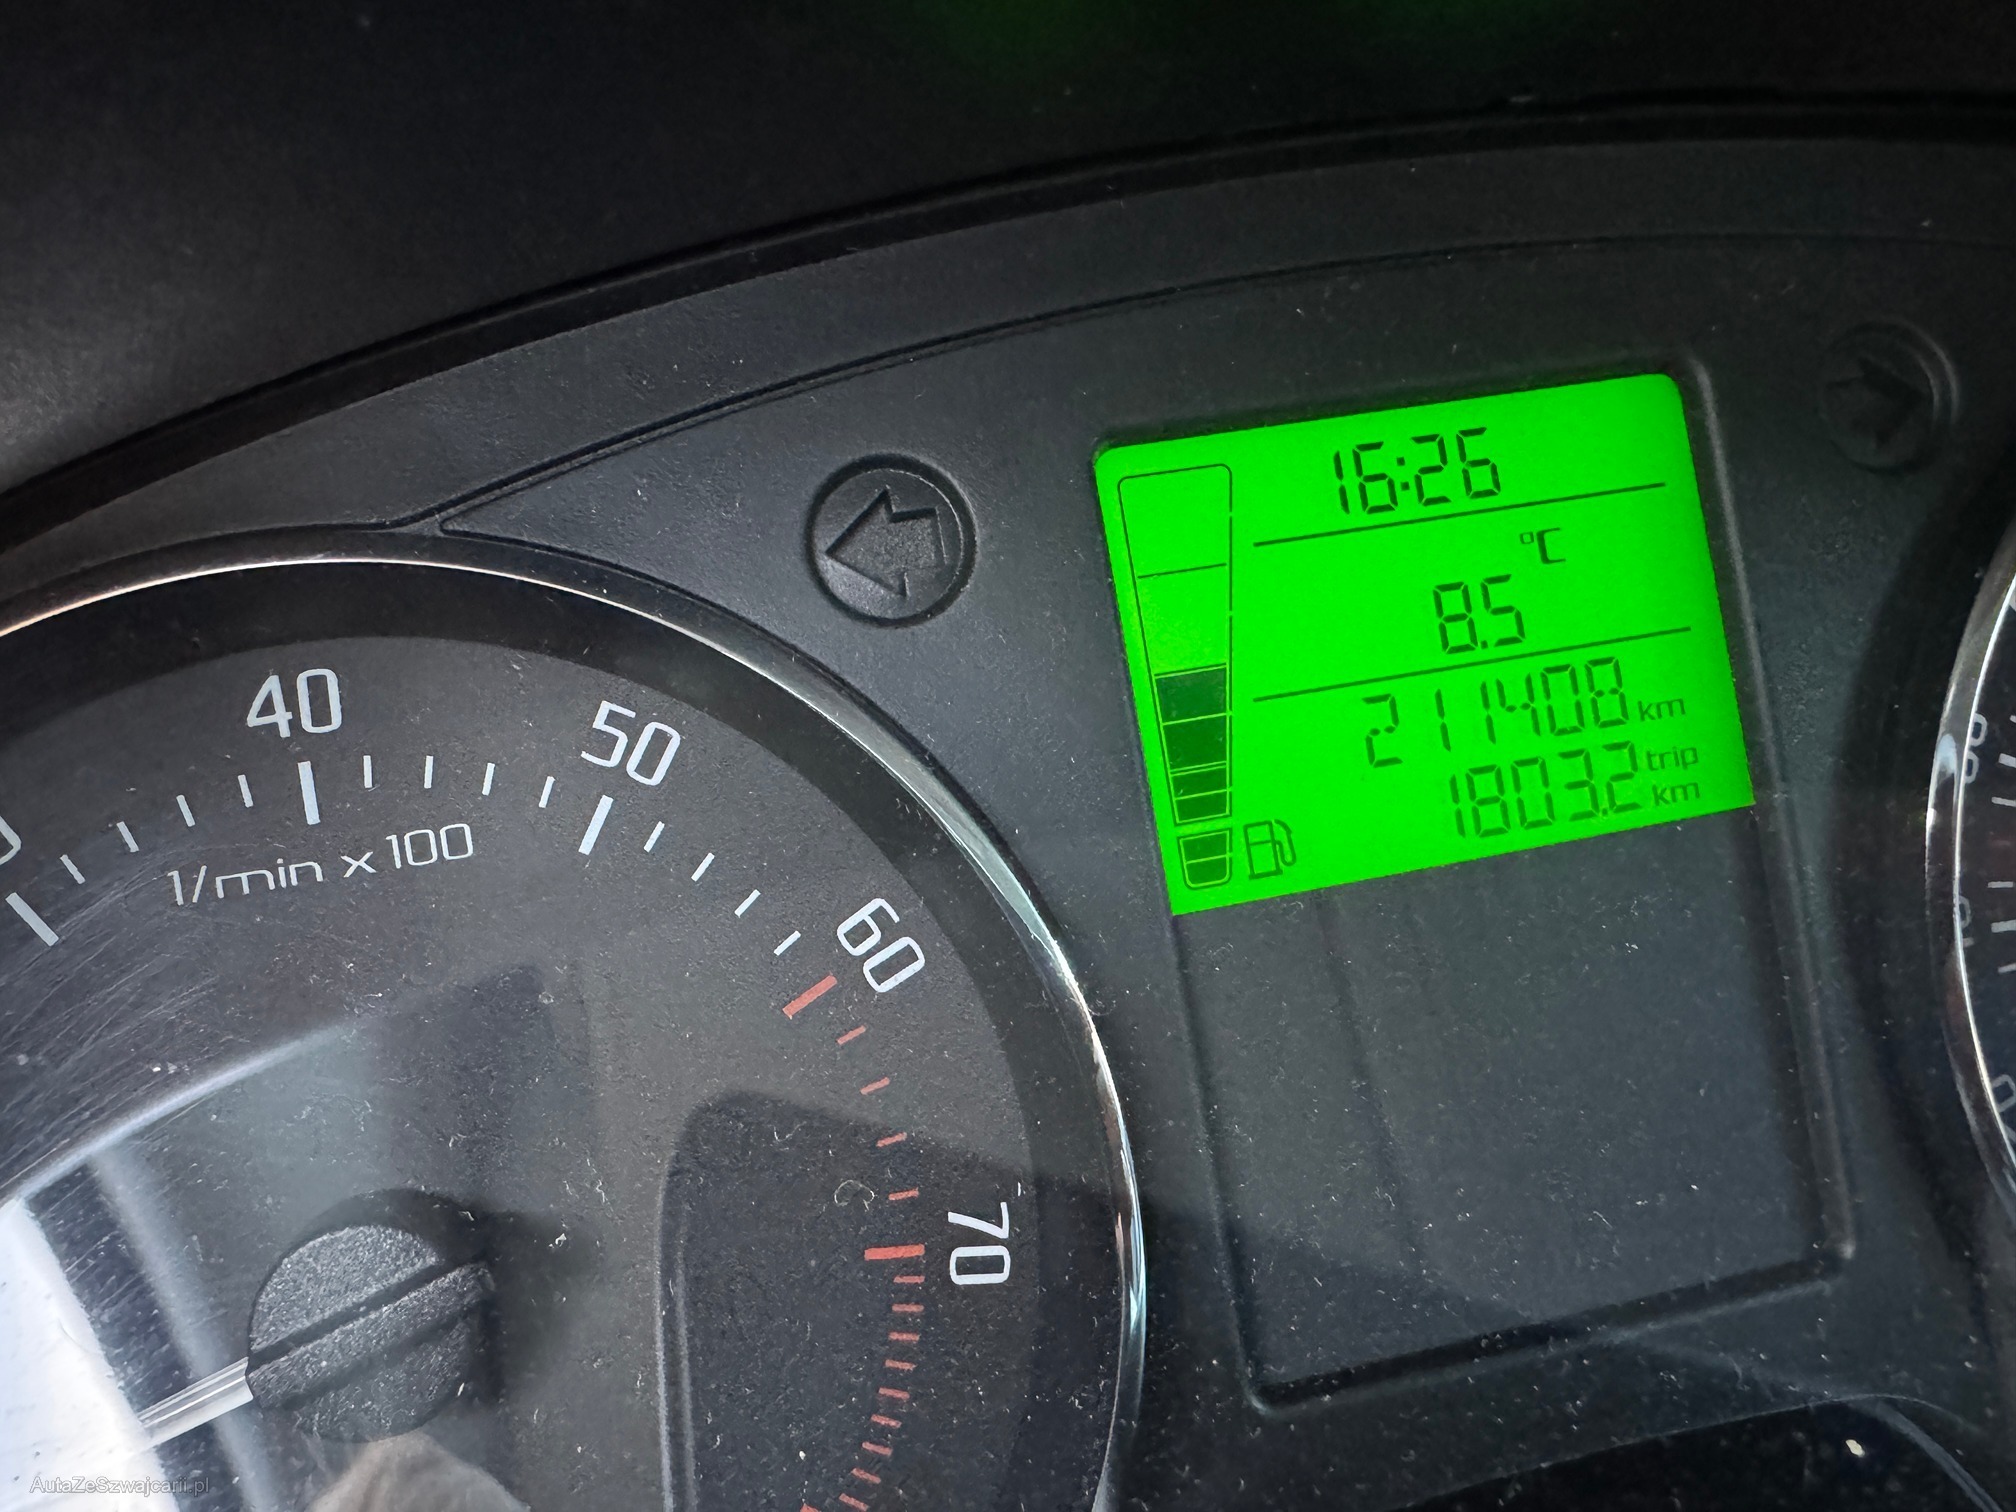 16:26
°C
8.5
211408 km
trip
1803.2 km
40
50
60
70
1/min x 100
AutaZeSzwajcarii.pl